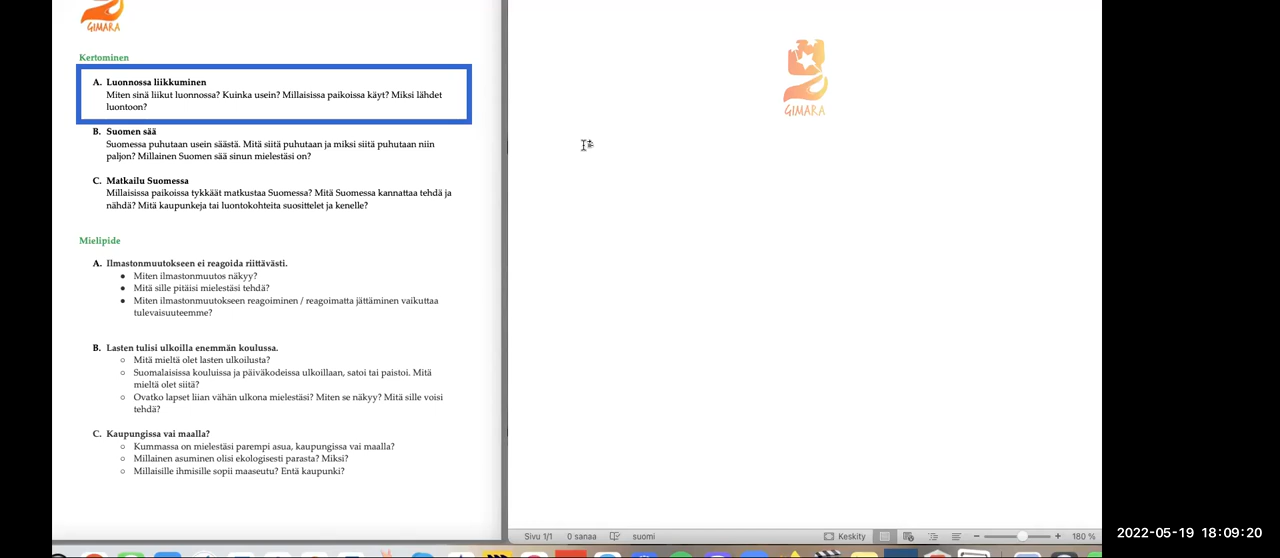 GIMARA
Kertominen
A. Luonnossa liikkuminen
Miten sinä liikut luonnossa? Kuinka usein? Millaisissa paikoissa käyt? Miksi lähdet
luontoon?
B. Suomen sää
Suomessa puhutaan usein säästä. Mitä siitä puhutaan ja miksi siitä puhutaan niin
paljon? Millainen Suomen sää sinun mielestäsi on?
C. Matkailu Suomessa
Millaisissa paikoissa tykkäät matkustaa Suomessa? Mitä Suomessa kannattaa tehdä ja
nähdä? Mitä kaupunkeja tai luontokohteita suosittelet ja kenelle?
Mielipide
A. Ilmastonmuutokseen ei reagoida riittävästi.
● Miten ilmastonmuutos näkyy?
● Mitä sille pitäisi mielestäsi tehdä?
● Miten ilmastonmuutokseen reagoiminen / reagoimatta jättäminen vaikuttaa
tulevaisuuteemme?
B. Lasten tulisi ulkoilla enemmän koulussa.
○ Mitä mieltä olet lasten ulkoilusta?
○ Suomalaisissa kouluissa ja päiväkodeissa ulkoillaan, satoi tai paistoi. Mitä
mieltä olet siitä?
○ Ovatko lapset liian vähän ulkona mielestäsi? Miten se näkyy? Mitä sille voisi
tehdä?
C. Kaupungissa vai maalla?
○ Kummassa on mielestäsi parempi asua, kaupungissa vai maalla?
○ Millainen asuminen olisi ekologisesti parasta? Miksi?
○ Millaisille ihmisille sopii maaseutu? Entä kaupunki?
GIMARA
Sivu 1/1 0 sanaa suomi Keskity 180 %
2022-05-19 18:09:20